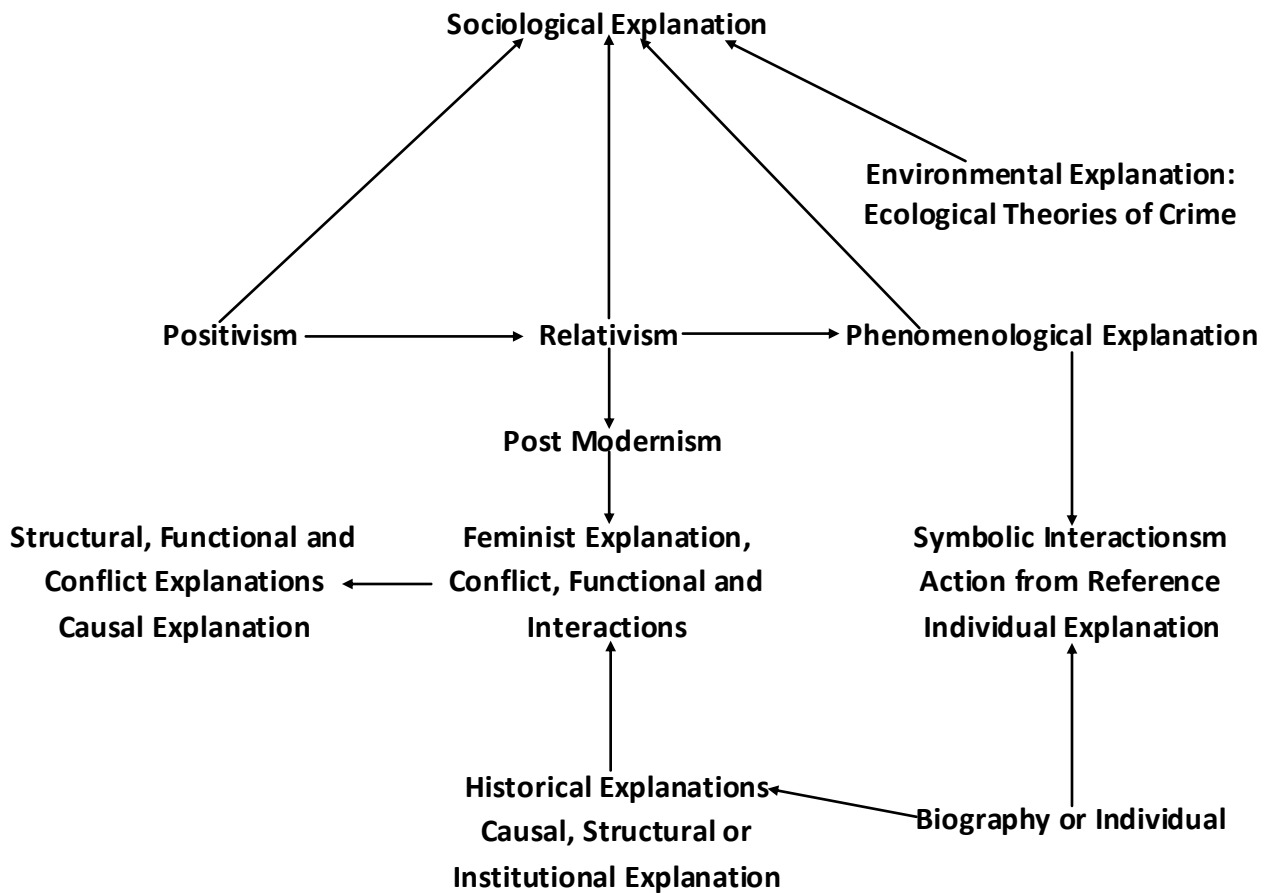 Sociological Explanation
Environmental Explanation:
Ecological Theories of Crime
Positivism
Relativism
Phenomenological Explanation
Post Modernism
Structural, Functional and
Conflict Explanations
Causal Explanation
Feminist Explanation,
Conflict, Functional and
Interactions
Symbolic Interactionsm
Action from Reference
Individual Explanation
Historical Explanations
Causal, Structural or
Institutional Explanation
Biography or Individual